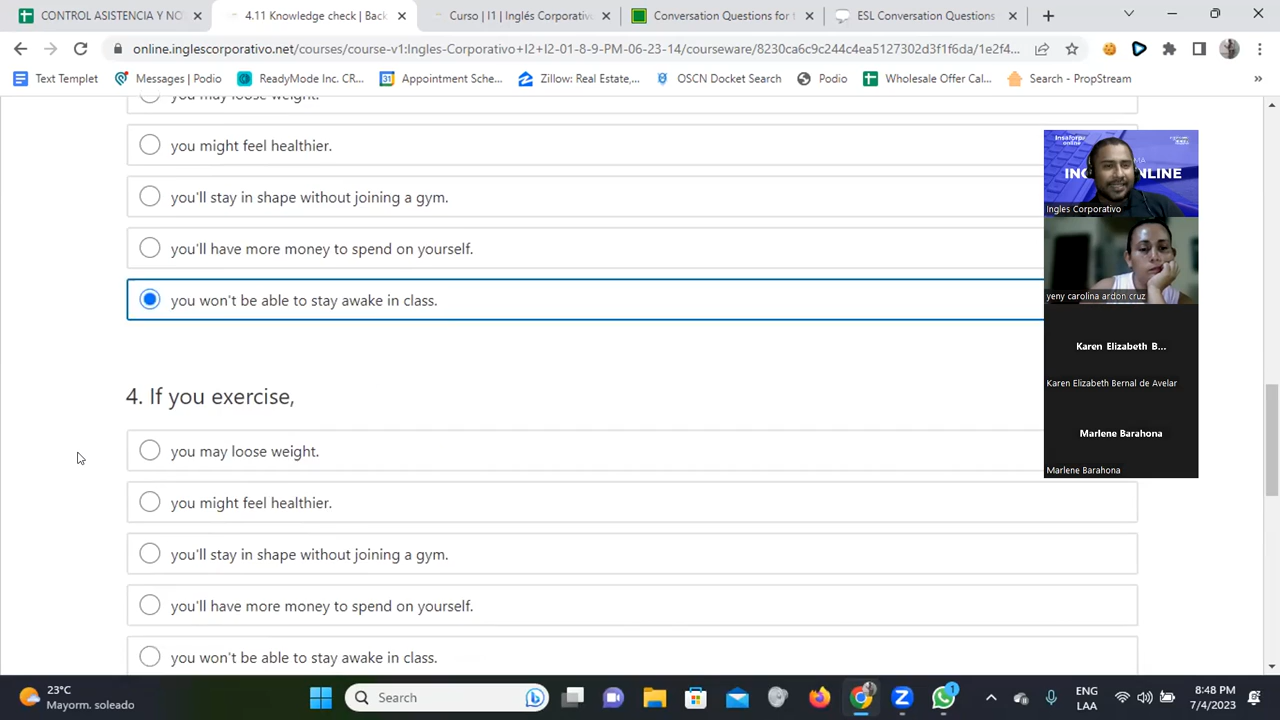 CONTROL ASISTENCIA Y NO
4.11 Knowledge check | Back
Curso | I1 | Inglés Corporativo
Conversation Questions for t
ESL Conversation Questions
online.inglescorporativo.net/courses/course-v1:Ingles-Corporativo+I2+I2-01-8-9-PM-06-23-14/courseware/8230ca6c9c244c4ea5127302d3f1f6da/1e2f4...
Text Templet
Messages | Podio
ReadyMode Inc. CR...
Appointment Sche...
Zillow: Real Estate,...
OSCN Docket Search
Podio
Wholesale Offer Cal...
Search - PropStream
»
you may loose weight.
you might feel healthier.
you'll stay in shape without joining a gym.
you'll have more money to spend on yourself.
you won't be able to stay awake in class.
4. If you exercise,
you may loose weight.
you might feel healthier.
you'll stay in shape without joining a gym.
you'll have more money to spend on yourself.
you won't be able to stay awake in class.
Ingles Corporativo
yeny carolina ardon cruz
Karen Elizabeth B...
Karen Elizabeth Bernal de Avelar
Marlene Barahona
Marlene Barahona
23°C
Mayorm. soleado
Search
ENG
LAA
8:48 PM
7/4/2023